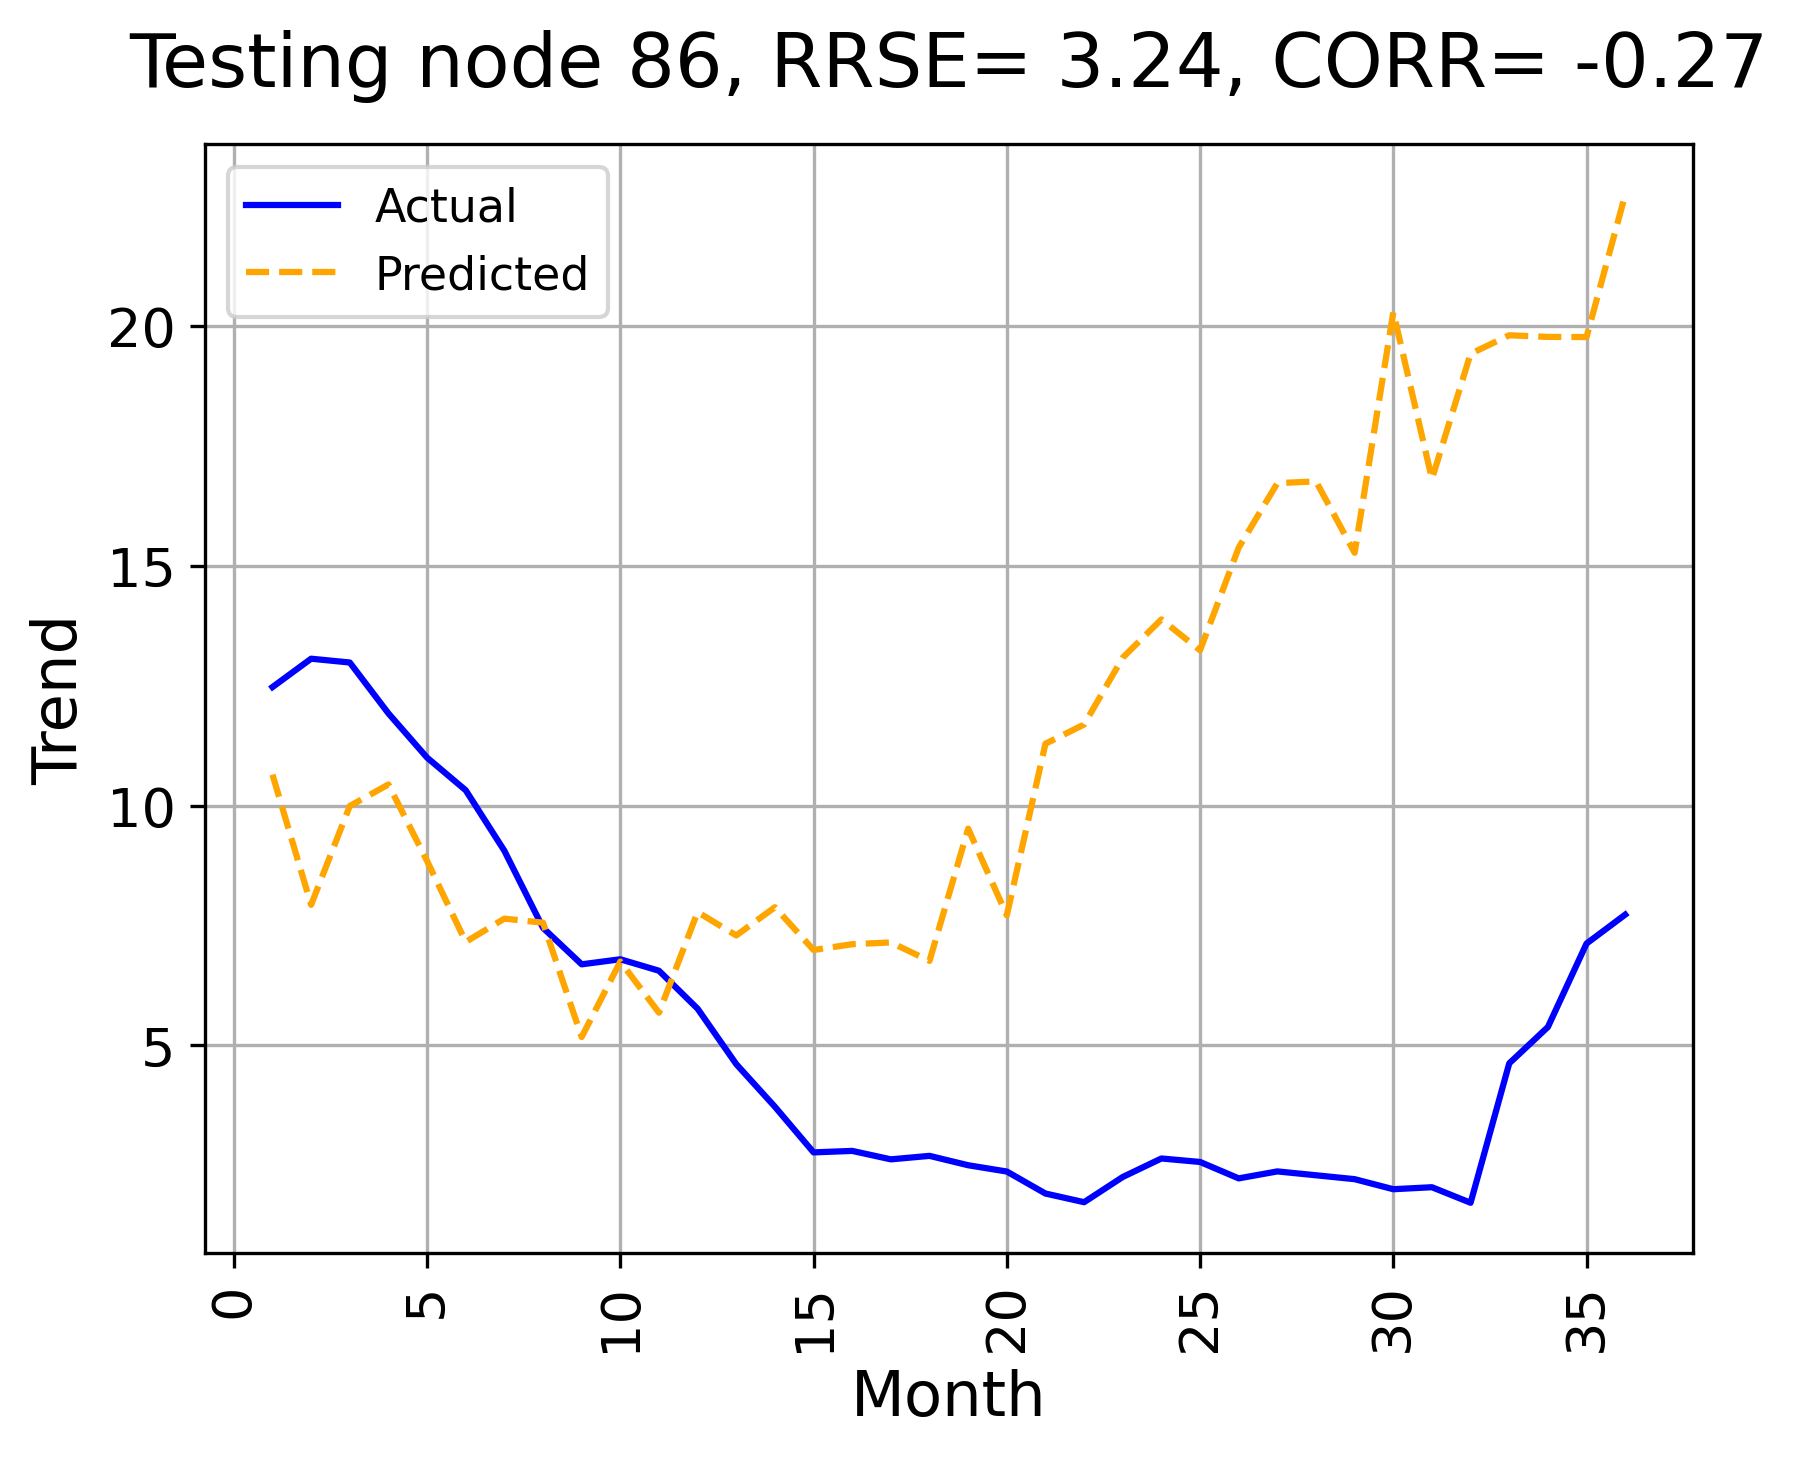 Testing node 86, RRSE= 3.24, CORR= -0.27
Actual
Predicted
Trend
20
15
10
5
0 5 10 15 20 25 30 35
Month